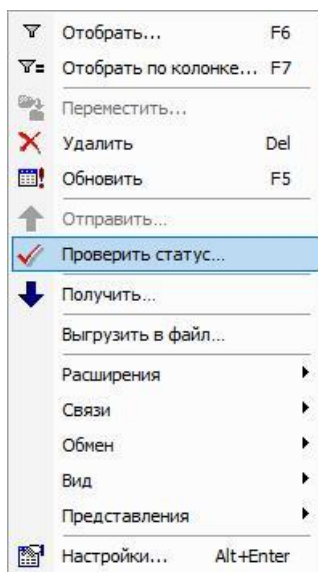 Отобрать... F6
Отобрать по колонке... F7
Переместить...
Удалить Del
Обновить F5
Отправить...
Проверить статус...
Получить...
Выгрузить в файл...
Расширения
Связи
Обмен
Вид
Представления
Настройки... Alt+Enter